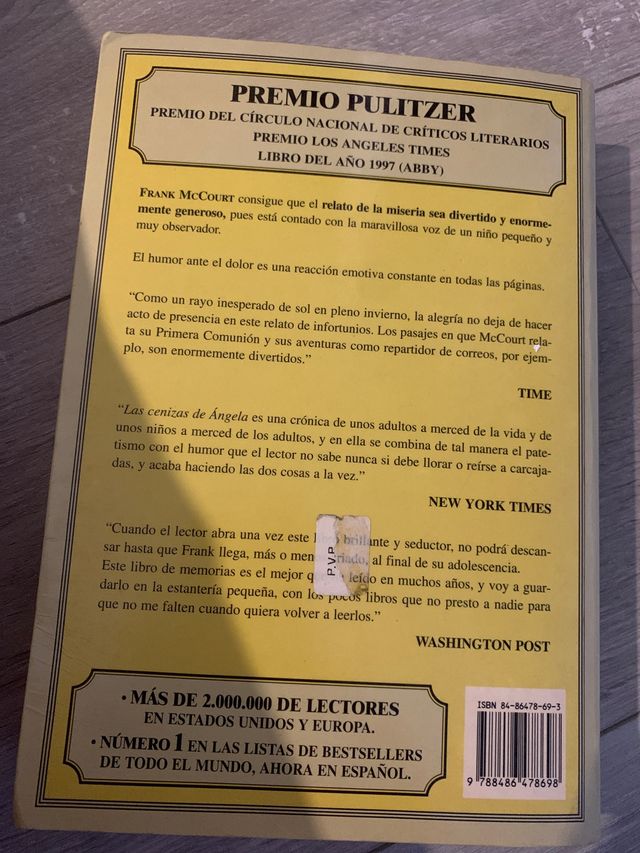 PREMIO PULITZER
PREMIO DEL CÍRCULO NACIONAL DE CRÍTICOS LITERARIOS
PREMIO LOS ANGELES TIMES
LIBRO DEL AÑO 1997 (ABBY)
FRANK MCCOURT consigue que el relato de la miseria sea divertido y enorme-
mente generoso, pues está contado con la maravillosa voz de un niño pequeño y
muy observador.
El humor ante el dolor es una reacción emotiva constante en todas las páginas.
“Como un rayo inesperado de sol en pleno invierno, la alegría no deja de hacer
acto de presencia en este relato de infortunios. Los pasajes en que McCourt rela-
ta su Primera Comunión y sus aventuras como repartidor de correos, por ejem-
plo, son enormemente divertidos.”
TIME
“Las cenizas de Ángela es una crónica de unos adultos a merced de la vida y de
unos niños a merced de los adultos, y en ella se combina de tal manera el pate-
tismo con el humor que el lector no sabe nunca si debe llorar o reírse a carcaja-
das, y acaba haciendo las dos cosas a la vez.”
NEW YORK TIMES
“Cuando el lector abra una vez este brillante y seductor, no podrá descan-
sar hasta que Frank llega, más o al final de su adolescencia.
Este libro de memorias es el mejor leído en muchos años, y voy a guar-
darlo en la estantería pequeña, con los pocos libros que no presto a nadie para
que no me falten cuando quiera volver a leerlos.”
P.V.P
WASHINGTON POST
• MÁS DE 2.000.000 DE LECTORES
EN ESTADOS UNIDOS Y EUROPA.
• NÚMERO 1 EN LAS LISTAS DE BESTSELLERS
DE TODO EL MUNDO, AHORA EN ESPAÑOL.
ISBN 84-86478-69-3
9 788486 478698